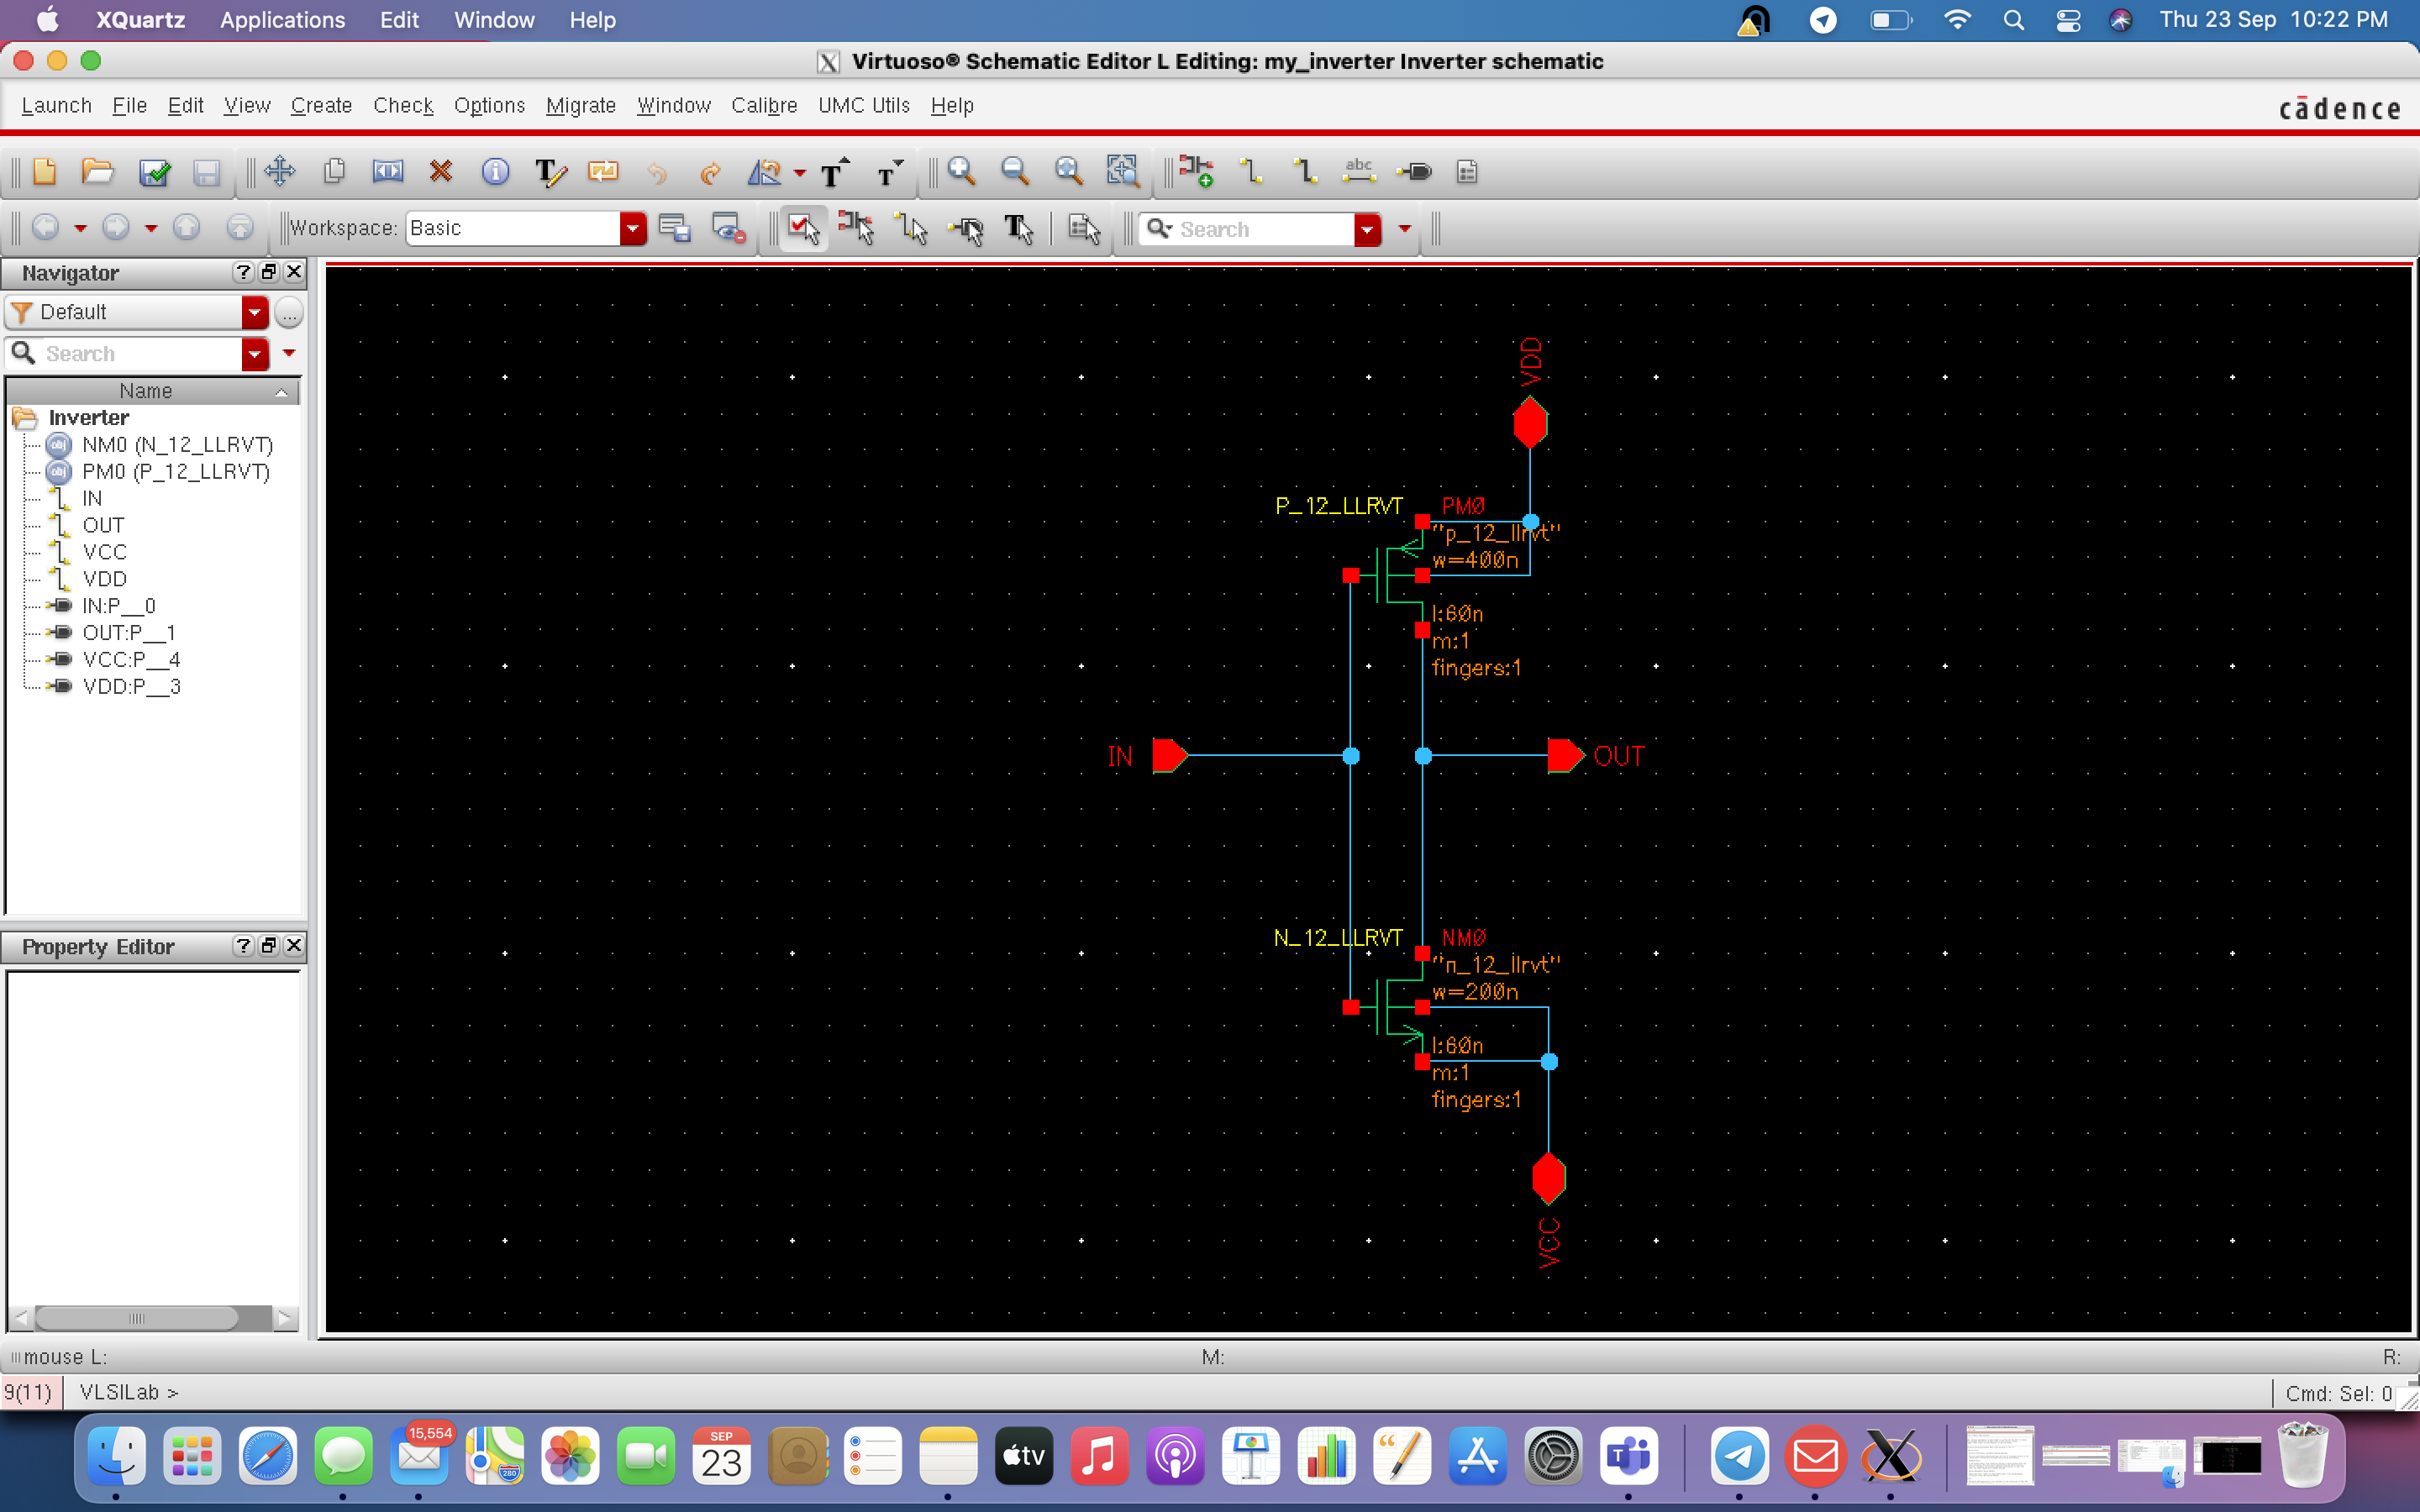 XQuartz Applications Edit Window Help Thu 23 Sep 10:22 PM
Virtuoso® Schematic Editor L Editing: my_inverter Inverter schematic
Launch File Edit View Create Check Options Migrate Window Calibre UMC Utils Help cādence
abc
Workspace: Basic Search
Navigator
Default
Search
Name
Inverter
NM0 (N_12_LLRVT)
PM0 (P_12_LLRVT)
IN
OUT
VCC
VDD
IN:P__0
OUT:P__1
VCC:P__4
VDD:P__3
Property Editor
VDD
P_12_LLRVT PM0
"p_12_llrvt"
w=400n
l:60n
m:1
fingers:1
IN OUT
N_12_LLRVT NM0
"n_12_llrvt"
w=200n
l:60n
m:1
fingers:1
VCC
mouse L: M: R:
9(11) VLSILab > Cmd: Sel: 0
15,554
280
SEP
23
tv